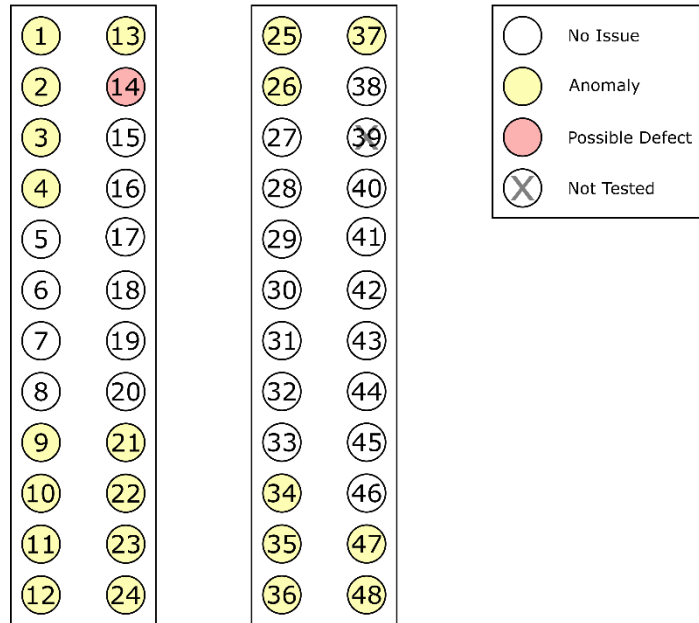 1 13 25 37 No Issue
2 14 26 38 Anomaly
3 15 27 39 Possible Defect
4 16 28 40 X Not Tested
5 17 29 41
6 18 30 42
7 19 31 43
8 20 32 44
9 21 33 45
10 22 34 46
11 23 35 47
12 24 36 48